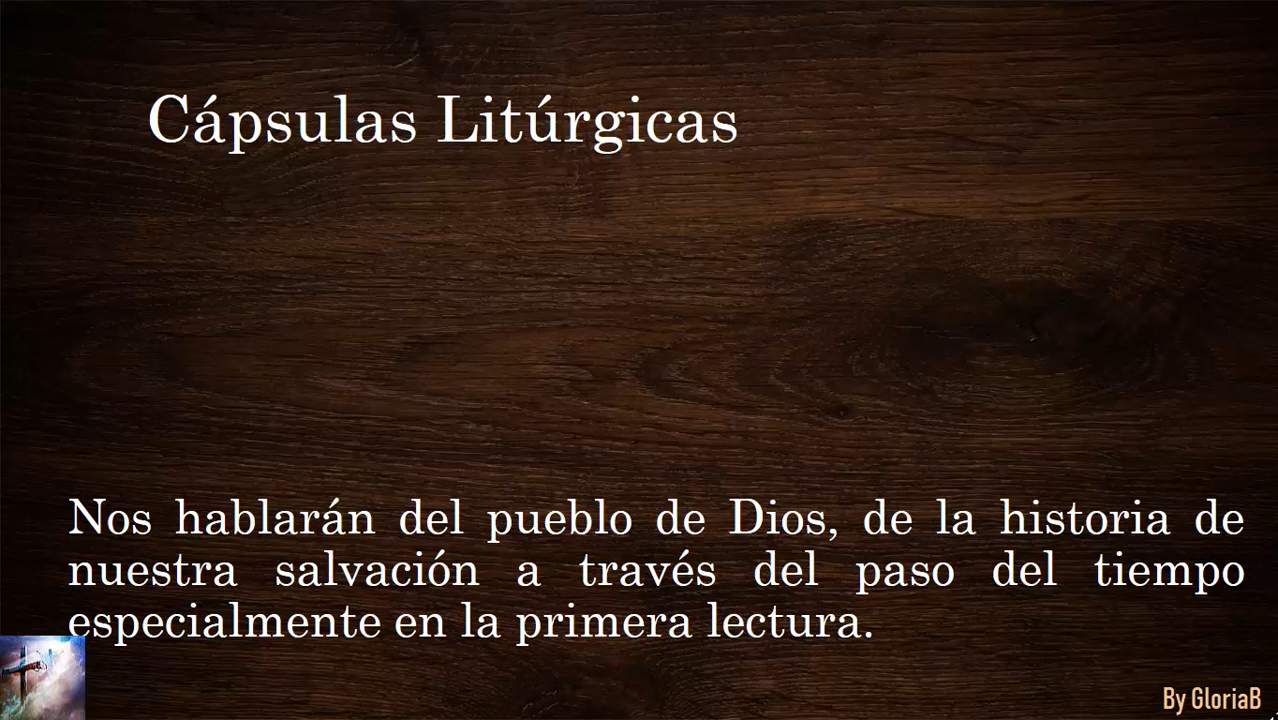 Cápsulas Litúrgicas
Nos hablarán del pueblo de Dios, de la historia de
nuestra salvación a través del paso del tiempo
especialmente en la primera lectura.
By GloriaB